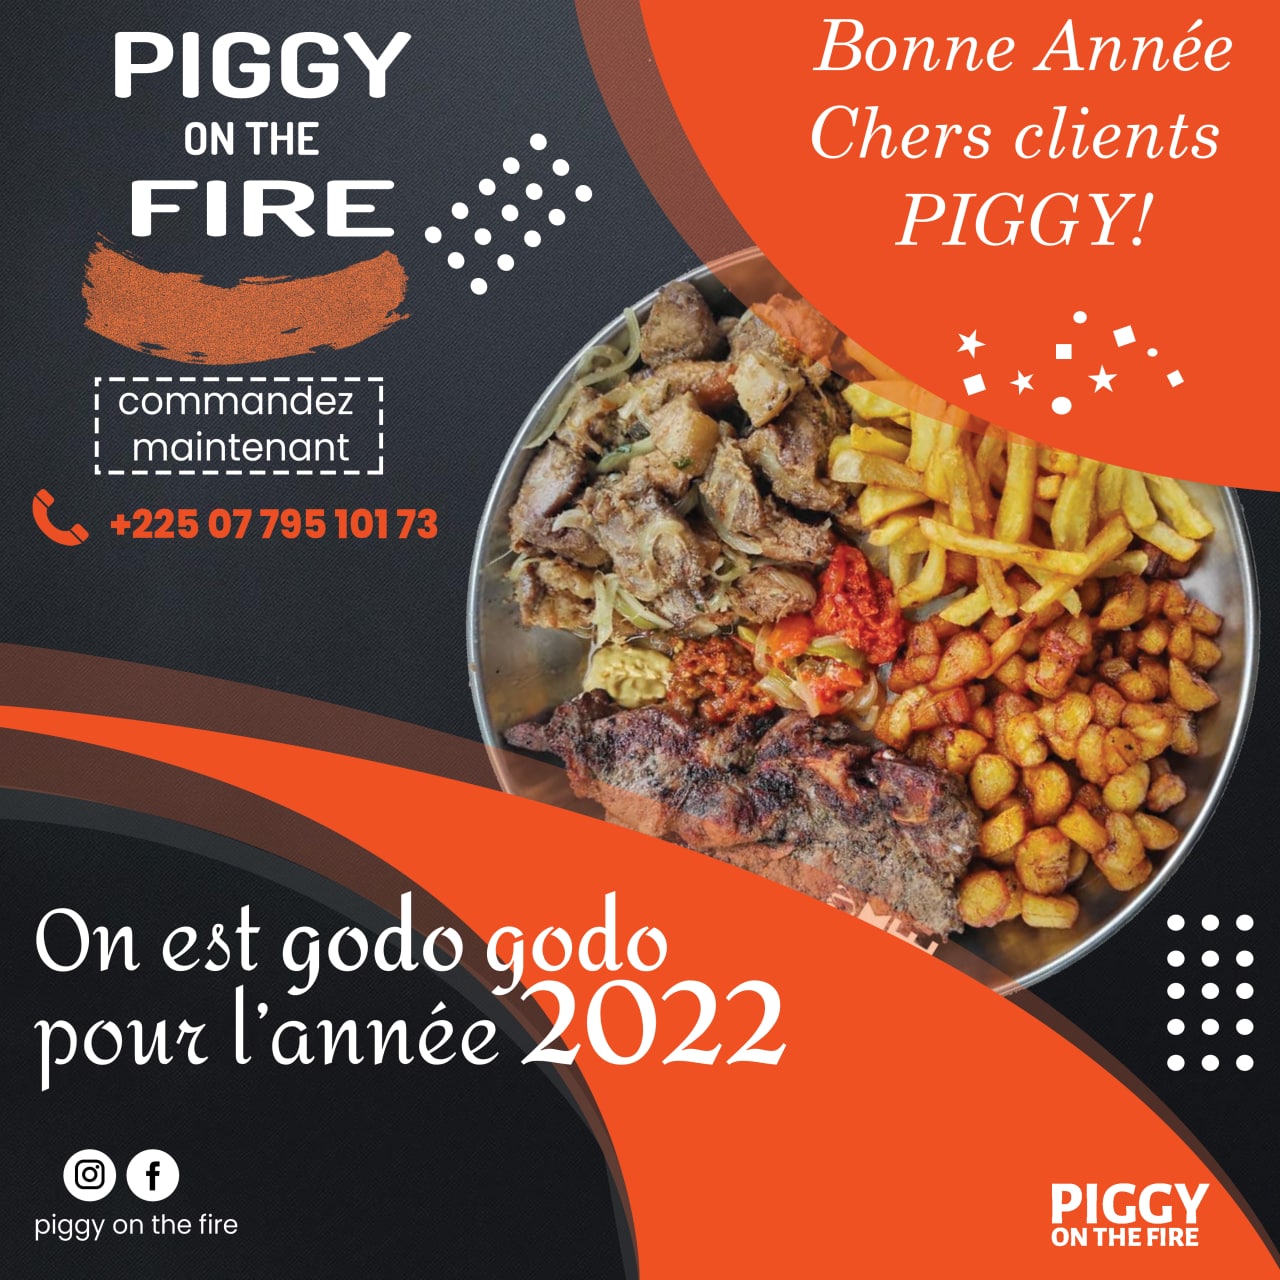 PIGGY
ON THE
FIRE
commandez
maintenant
+225 07 795 101 73
Bonne Année
Chers clients
PIGGY!
On est godo godo
pour l'année 2022
piggy on the fire
PIGGY
ON THE FIRE